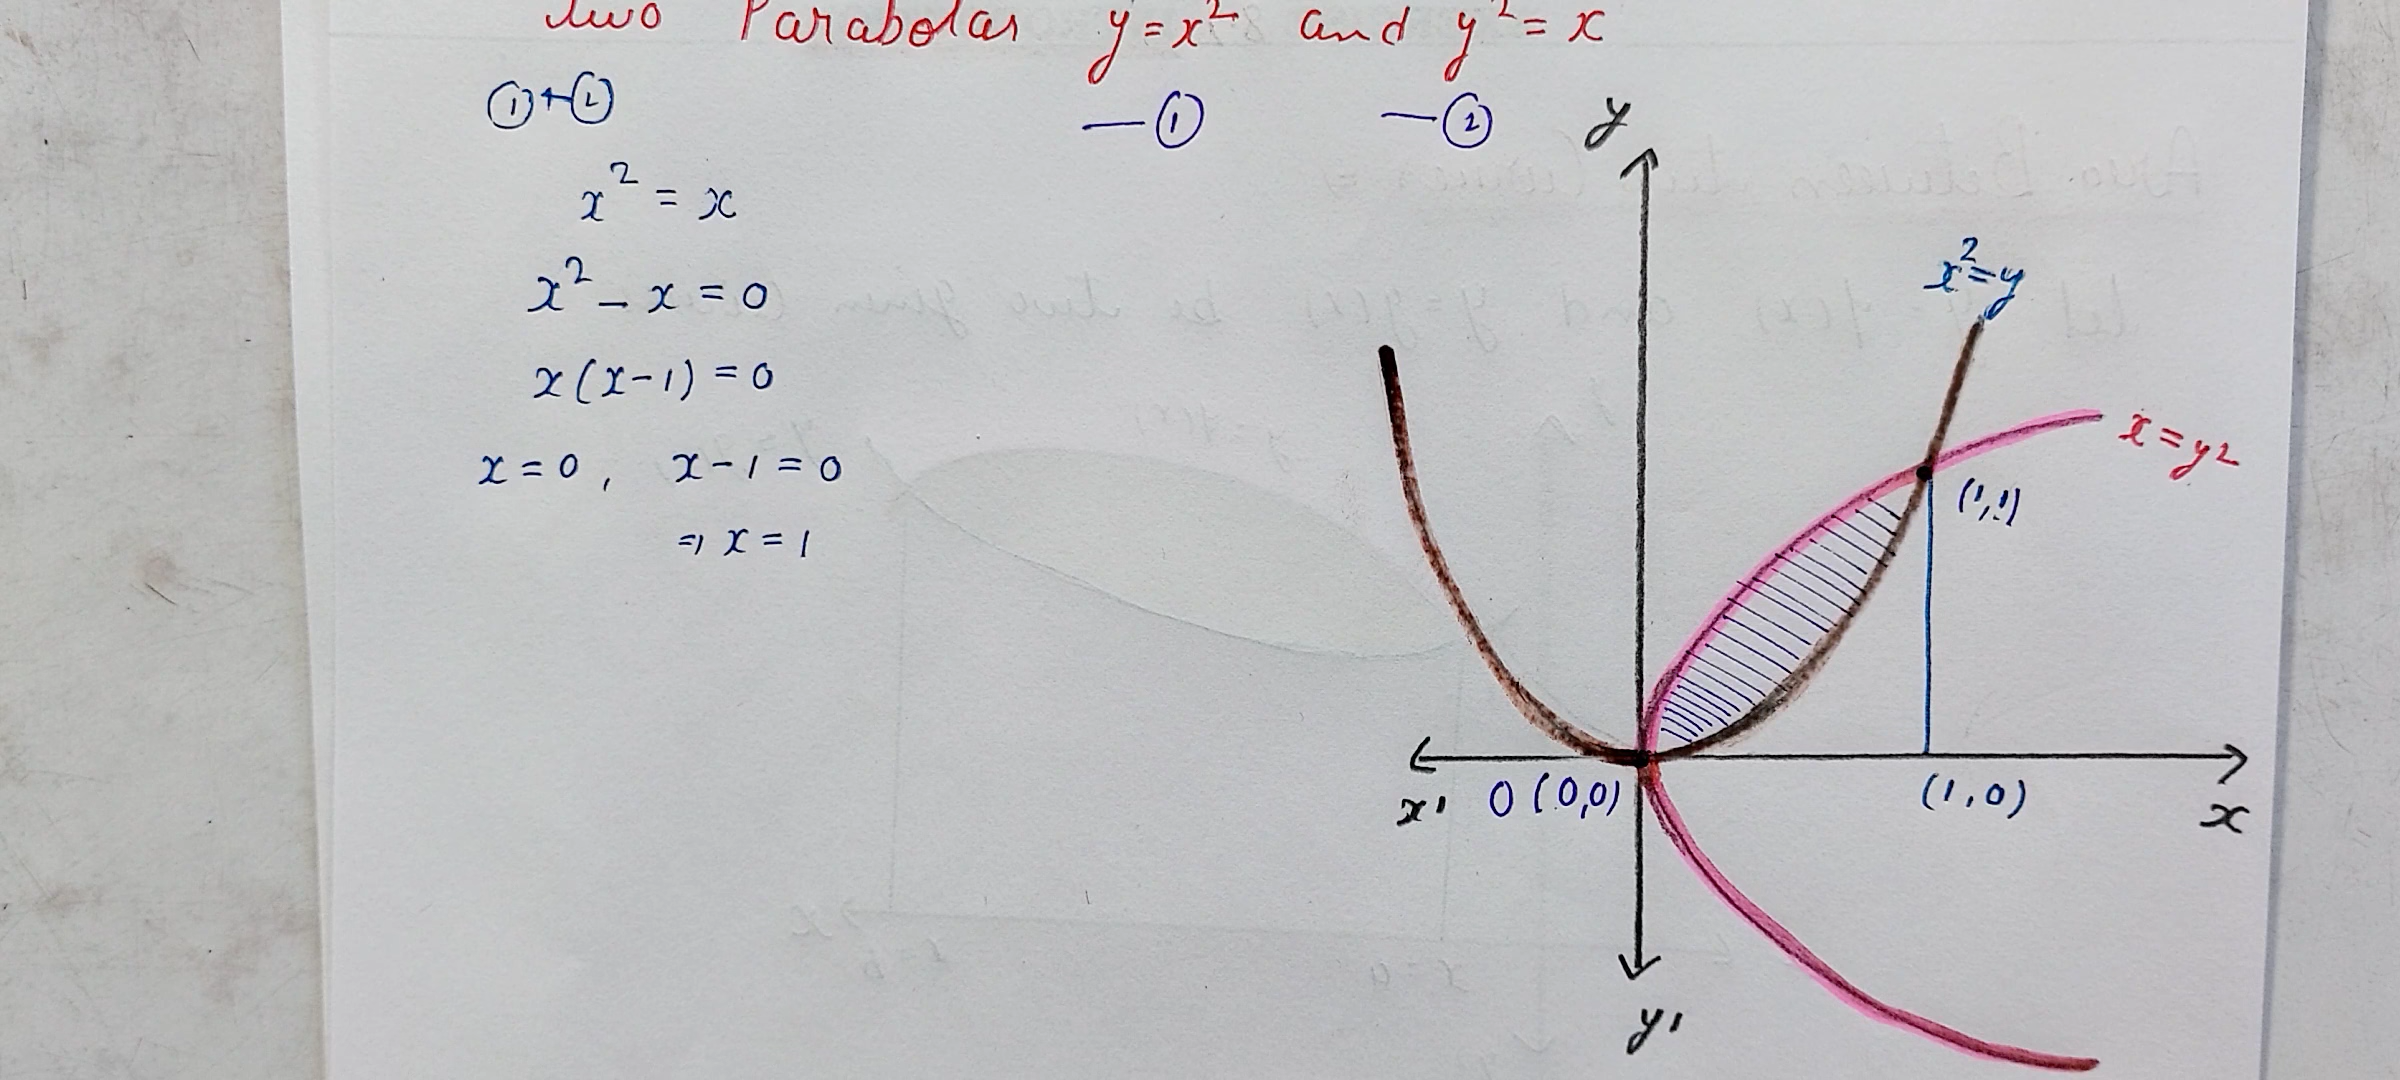 two Parabolas y=x² and y²=x
①+②
—① —②
x² = x
x² – x = 0
x(x-1) = 0
x = 0 , x-1 = 0
⇒ x = 1
y
x²=y
x=y2
(1,1)
x' 0 (0,0) (1,0) x
y'